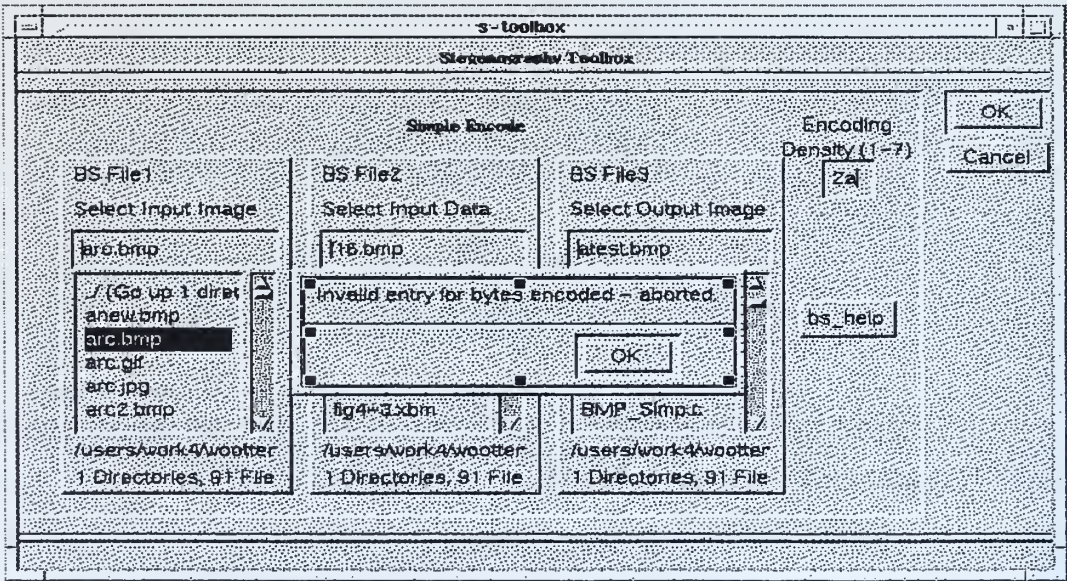 s-toolbox
Steganography Toolbox
Simple Encode
Encoding
Density (1-7)
2a
OK
Cancel
bs_help
BS File1
Select Input Image
arc.bmp
../ (Go up 1 direc
anew.bmp
arc.bmp
arc.gif
arc.jpg
arc2.bmp
/users/work4/wootter
1 Directories, 91 File
BS File2
Select Input Data
f16.bmp
fig4-3.xbm
/users/work4/wootter
1 Directories, 91 File
BS File3
Select Output Image
atest.bmp
BMP_Simp.c
/users/work4/wootter
1 Directories, 91 File
Invalid entry for bytes encoded - aborted.
OK